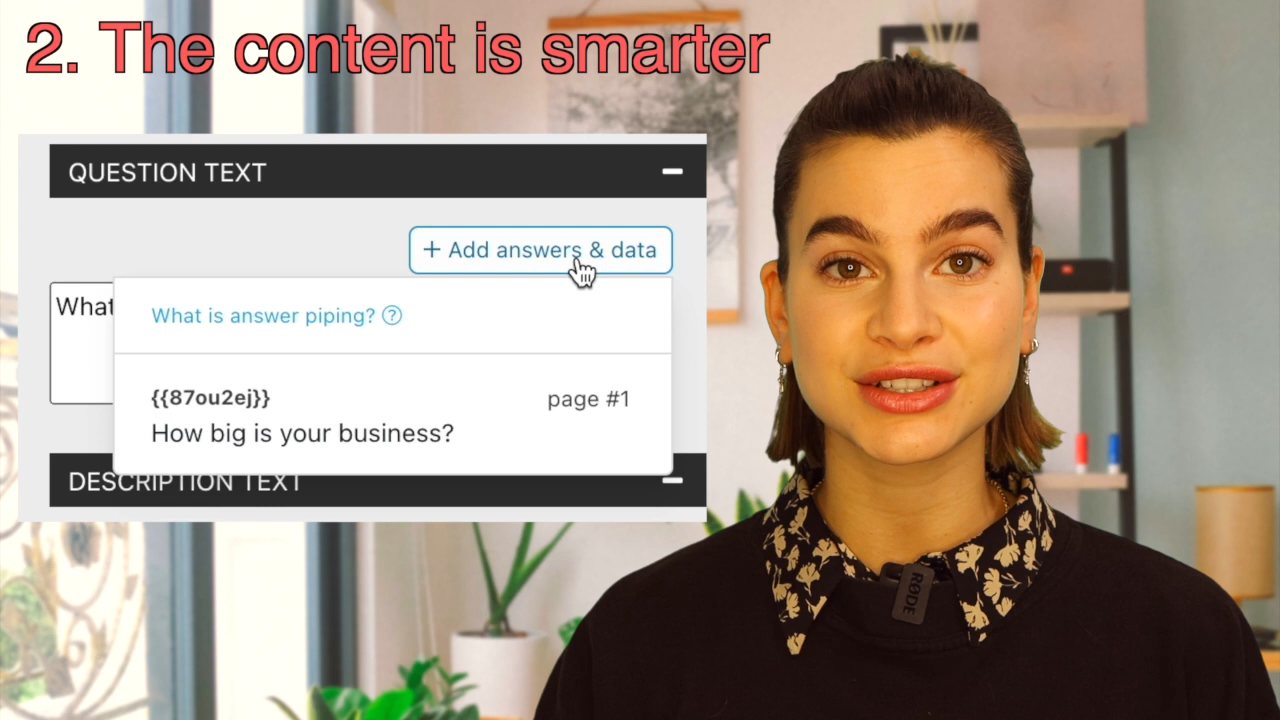 2. The content is smarter
QUESTION TEXT
+ Add answers & data
What
What is answer piping?
{{87ou2ej}} page #1
How big is your business?
DESCRIPTION TEXT
RØDE